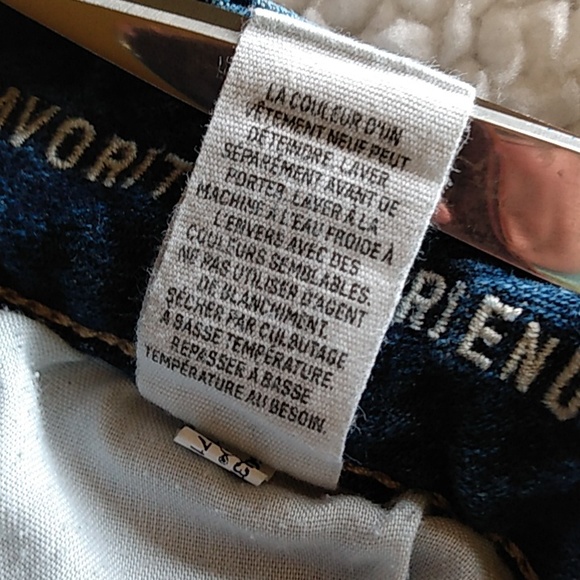 LA COULEUR D'UN
VÊTEMENT NEUF PEUT
DÉTEINDRE. LAVER
SÉPARÉMENT AVANT DE
PORTER. LAVER À LA
MACHINE À L'EAU FROIDE À
L'ENVERS AVEC DES
COULEURS SEMBLABLES.
NE PAS UTILISER D'AGENT
DE BLANCHIMENT.
SÉCHER PAR CULBUTAGE
À BASSE TEMPÉRATURE.
REPASSER À BASSE
TEMPÉRATURE AU BESOIN.
AVORIT
RIEND